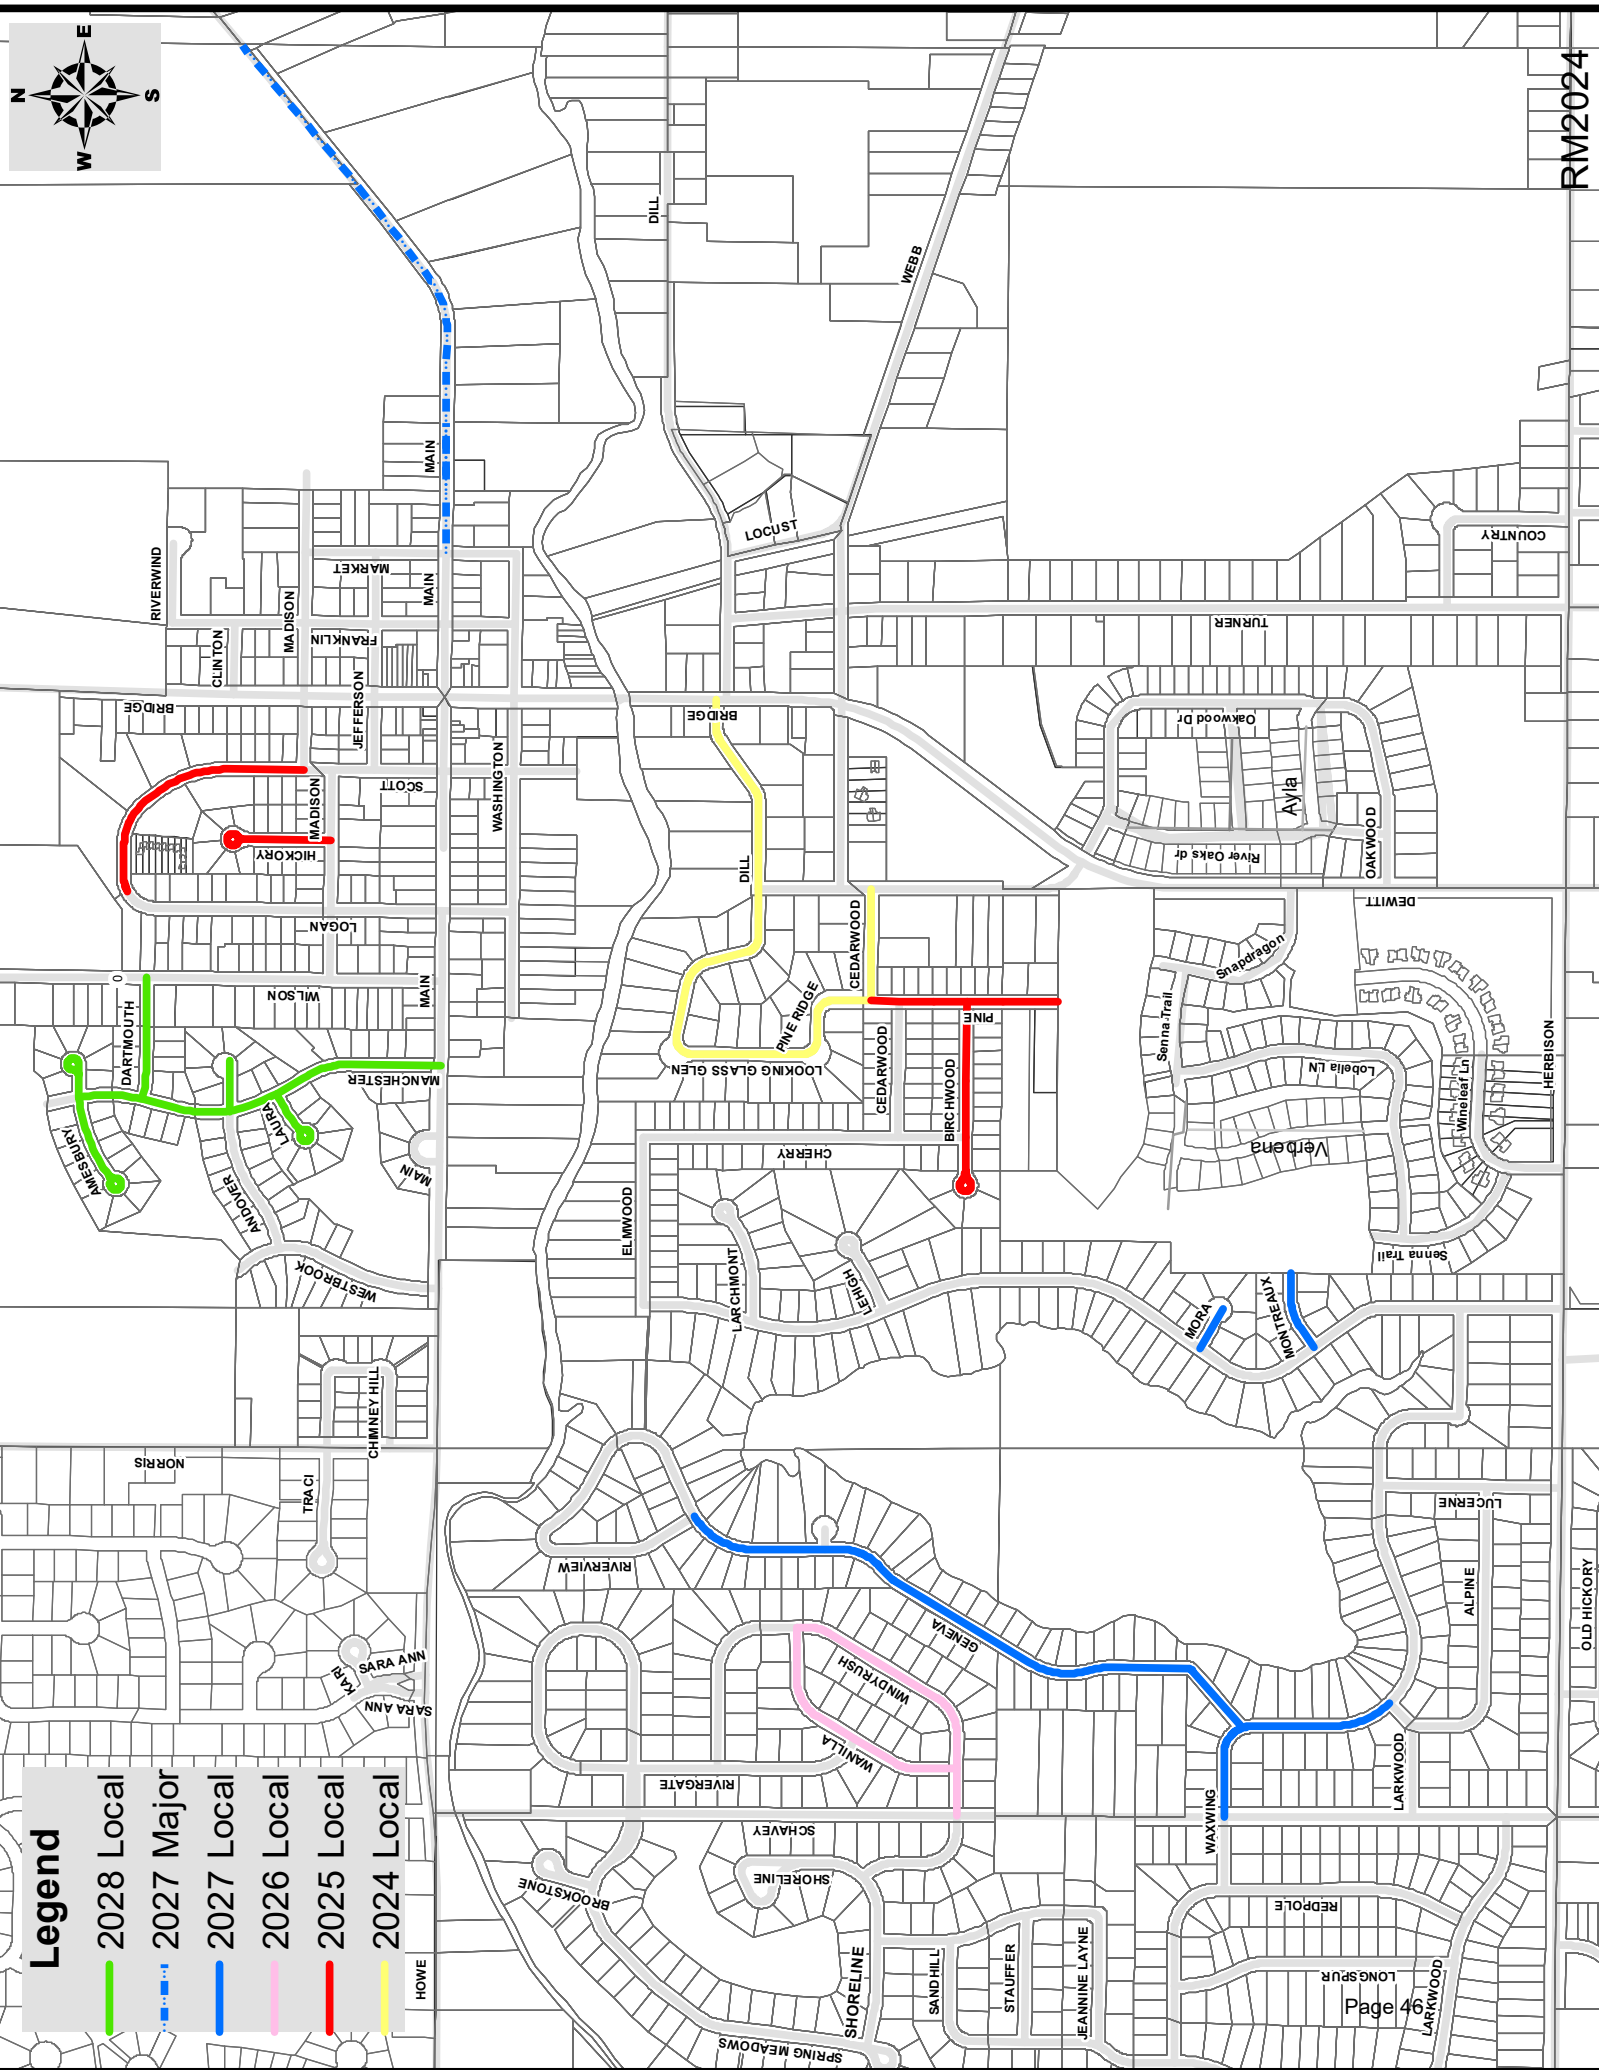 N
E
S
W
RM2024
DILL
WEBB
MAIN
LOCUST
COUNTRY
RIVERWIND
MARKET
MAIN
MADISON
CLINTON
FRANKLIN
TURNER
BRIDGE
JEFFERSON
BRIDGE
Oakwood Dr
SCOTT
WASHINGTON
MADISON
HICKORY
Ayla
River Oaks dr
OAKWOOD
DILL
DEWITT
LOGAN
CEDARWOOD
Snapdragon
0
WILSON
MAIN
DARTMOUTH
PINE RIDGE
PINE
Senna Trail
MANCHESTER
LOOKING GLASS GLEN
CEDARWOOD
BIRCHWOOD
Lobelia LN
Wineleaf Ln
HERBISON
LAURA
AMESBURY
ANDOVER
MAIN
CHERRY
Verbena
ELMWOOD
LARCHMONT
LEHIGH
WESTBROOK
MORA
MONTREAUX
Senna Trail
CHIMNEY HILL
NORRIS
TRACI
LUCERNE
RIVERVIEW
ALPINE
OLD HICKORY
GENEVA
SARA ANN
KARI
SARA ANN
WINDYRUSH
WANILLA
RIVERGATE
LARKWOOD
WAXWING
SCHAVEY
SHORELINE
BROOKSTONE
REDPOLE
SHORELINE
SANDHILL
STAUFFER
JEANNINE LAYNE
LONGSPUR
LARKWOOD
SPRING MEADOWS
HOWE
Legend
2028 Local
2027 Major
2027 Local
2026 Local
2025 Local
2024 Local
Page 46